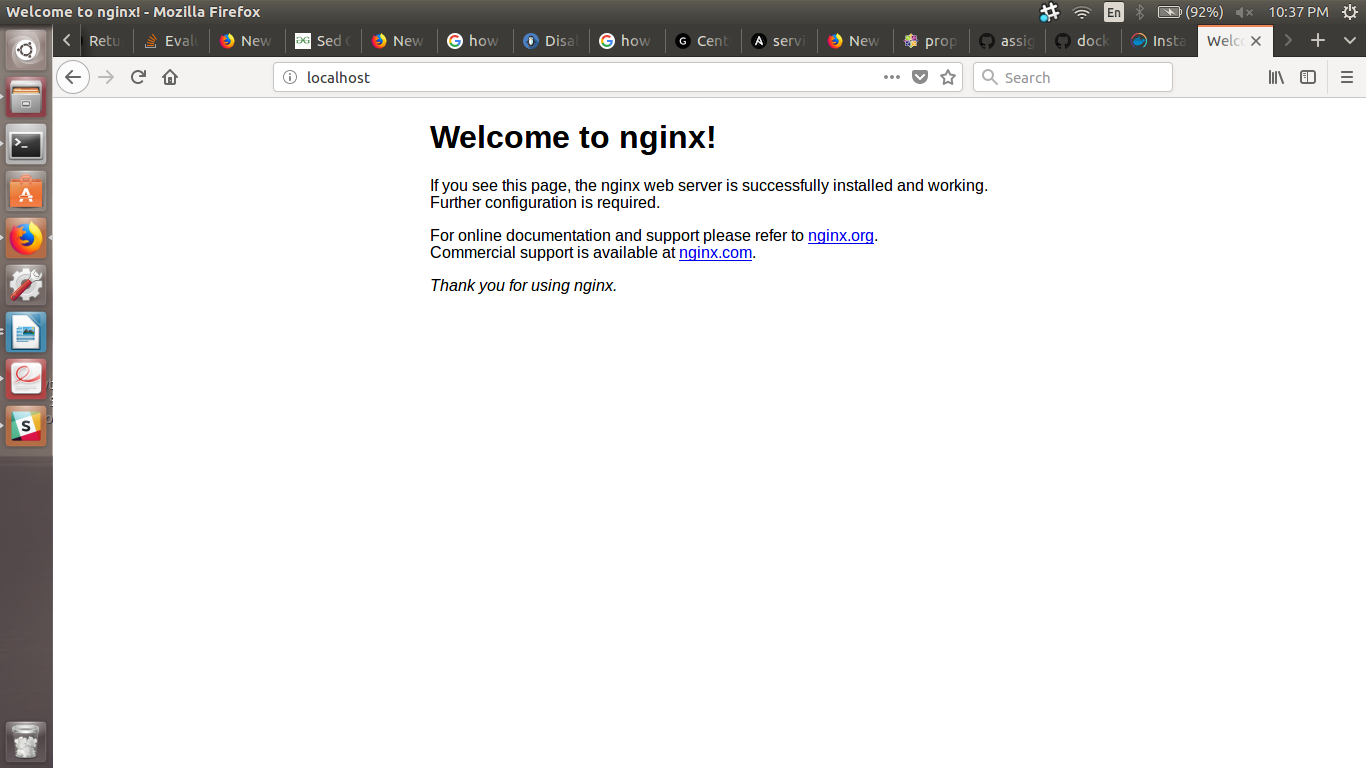 Welcome to nginx! - Mozilla Firefox
En
(92%)
10:37 PM
Retu
Evalu
New
Sed
New
how
Disa
how
Cent
servi
New
prop
assig
dock
Insta
Welc
localhost
Search
Welcome to nginx!
If you see this page, the nginx web server is successfully installed and working.
Further configuration is required.
For online documentation and support please refer to nginx.org.
Commercial support is available at nginx.com.
Thank you for using nginx.